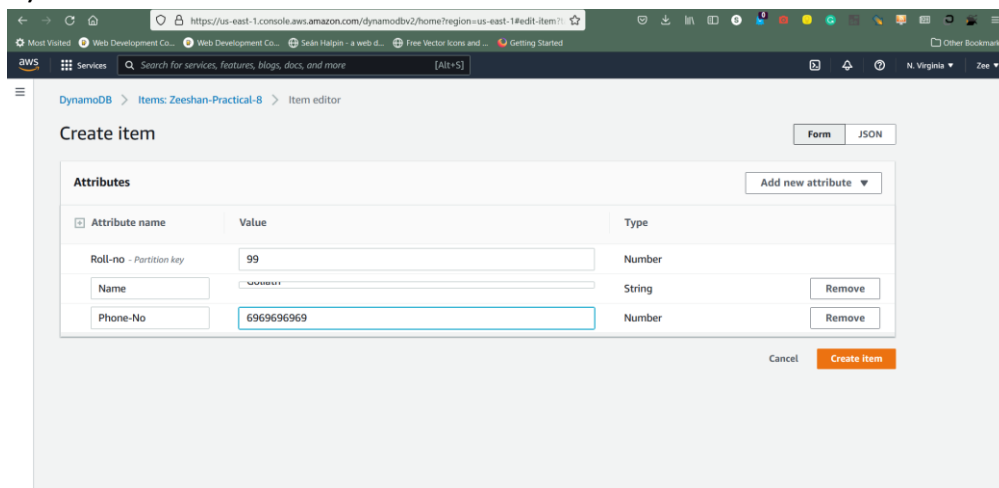 https://us-east-1.console.aws.amazon.com/dynamodbv2/home?region=us-east-1#edit-item?t
Most Visited Web Development Co... Web Development Co... Seán Halpin - a web d... Free Vector Icons and ... Getting Started Other Bookmark
aws Services Search for services, features, blogs, docs, and more [Alt+S] N. Virginia ▼ Zee ▼
DynamoDB > Items: Zeeshan-Practical-8 > Item editor
Create item Form JSON
Attributes Add new attribute ▼
Attribute name Value Type
Roll-no - Partition key 99 Number
Name Goliath String Remove
Phone-No 6969696969 Number Remove
Cancel Create item